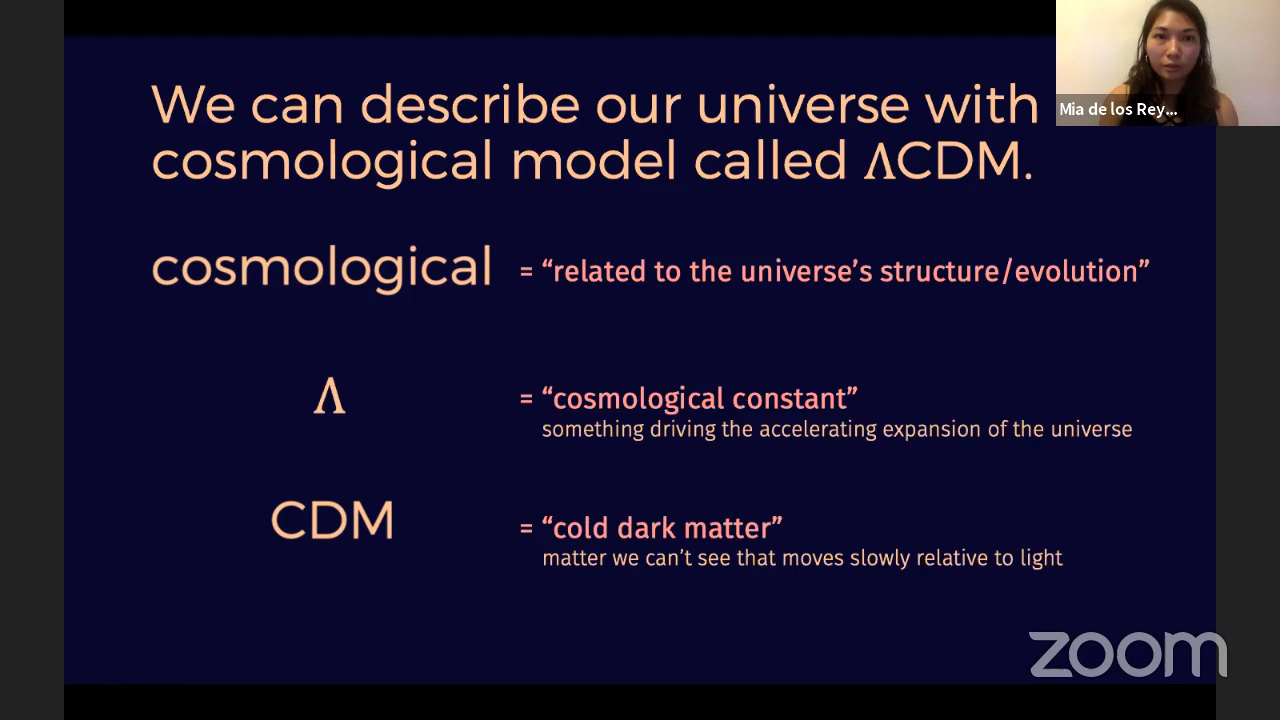 We can describe our universe with
cosmological model called ΛCDM.
Mia de los Rey...
cosmological = “related to the universe’s structure/evolution”
Λ = “cosmological constant”
something driving the accelerating expansion of the universe
CDM = “cold dark matter”
matter we can’t see that moves slowly relative to light
zoom